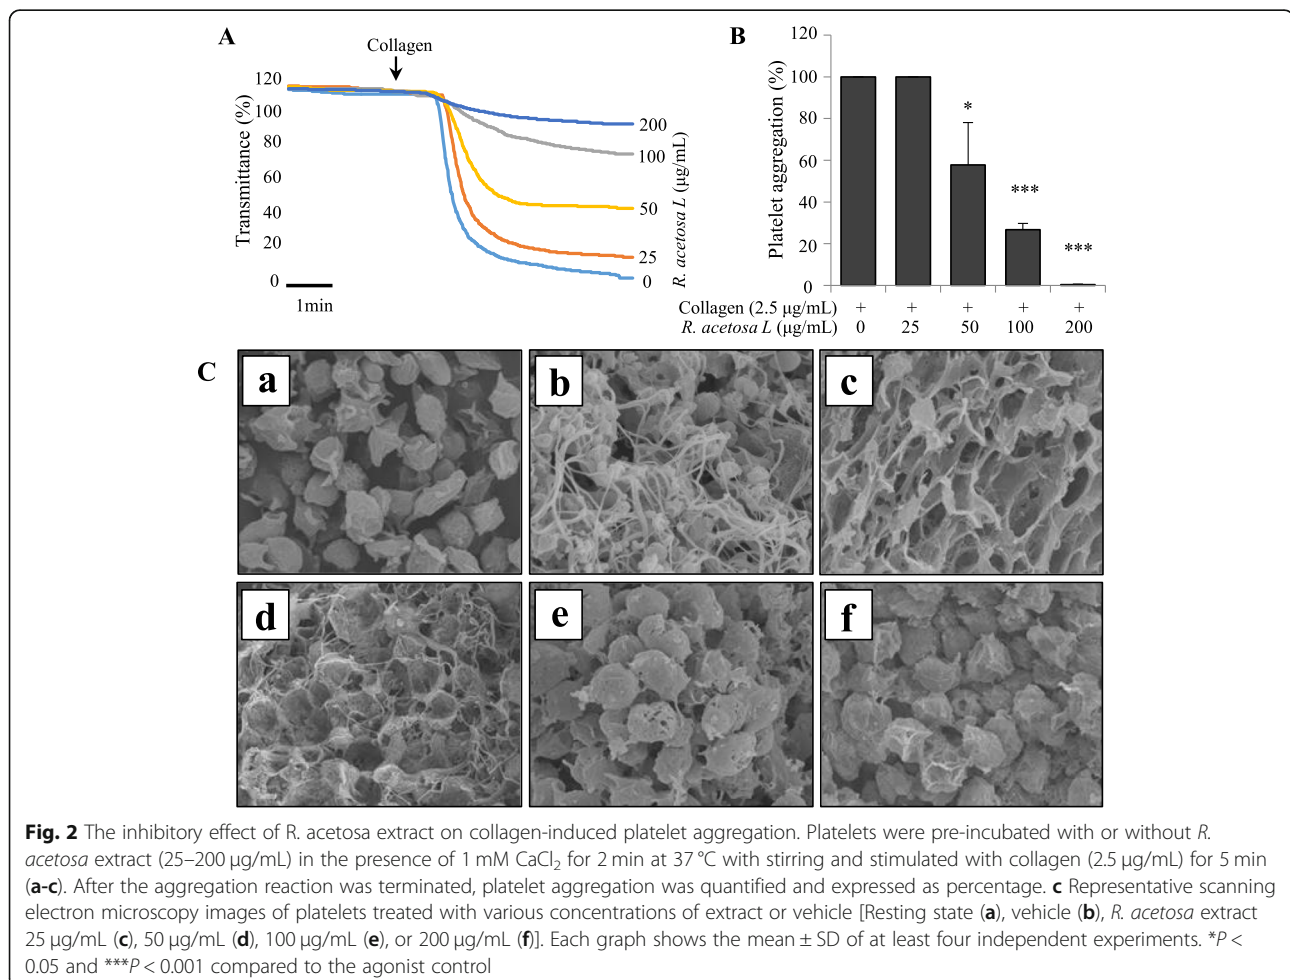 A
Collagen
Transmittance (%)
120
100
80
60
40
20
0
1min
200
100
50
25
0
R. acetosa L (μg/mL)
B
Platelet aggregation (%)
120
100
80
60
40
20
0
*
***
***
Collagen (2.5 μg/mL) + + + + +
R. acetosa L (μg/mL) 0 25 50 100 200
C
a
b
c
d
e
f
Fig. 2 The inhibitory effect of R. acetosa extract on collagen-induced platelet aggregation. Platelets were pre-incubated with or without R.
acetosa extract (25–200 μg/mL) in the presence of 1 mM CaCl₂ for 2 min at 37 °C with stirring and stimulated with collagen (2.5 μg/mL) for 5 min
(a-c). After the aggregation reaction was terminated, platelet aggregation was quantified and expressed as percentage. c Representative scanning
electron microscopy images of platelets treated with various concentrations of extract or vehicle [Resting state (a), vehicle (b), R. acetosa extract
25 μg/mL (c), 50 μg/mL (d), 100 μg/mL (e), or 200 μg/mL (f)]. Each graph shows the mean ± SD of at least four independent experiments. *P <
0.05 and ***P < 0.001 compared to the agonist control